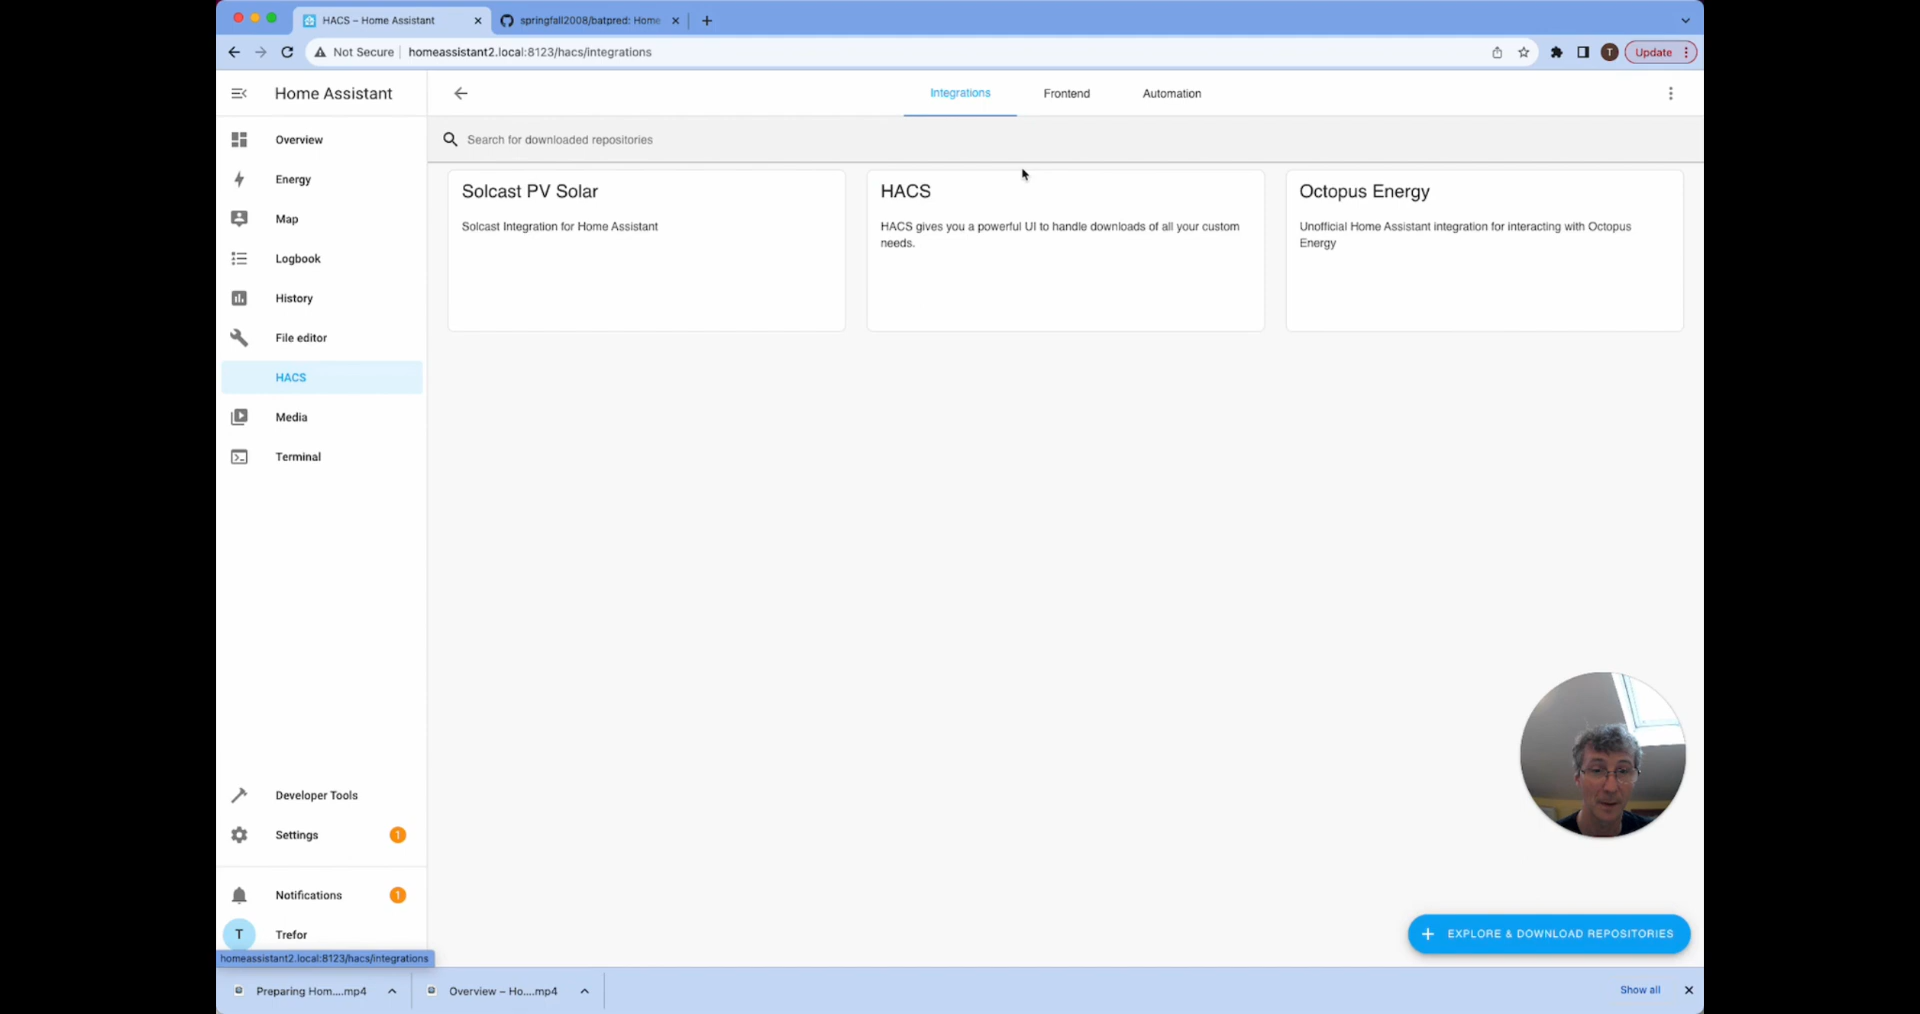 HACS – Home Assistant
springfall2008/batpred: Home
Not Secure
homeassistant2.local:8123/hacs/integrations
T
Update
Home Assistant
Integrations
Frontend
Automation
Overview
Energy
Map
Logbook
History
File editor
HACS
Media
Terminal
Search for downloaded repositories
Solcast PV Solar
Solcast Integration for Home Assistant
HACS
HACS gives you a powerful UI to handle downloads of all your custom
needs.
Octopus Energy
Unofficial Home Assistant integration for interacting with Octopus
Energy
Developer Tools
Settings
1
Notifications
1
T
Trefor
EXPLORE & DOWNLOAD REPOSITORIES
homeassistant2.local:8123/hacs/integrations
Preparing Hom....mp4
Overview – Ho....mp4
Show all